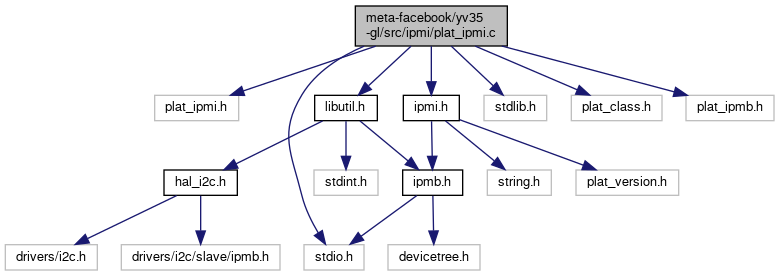 meta-facebook/yv35
-gl/src/ipmi/plat_ipmi.c
plat_ipmi.h
libutil.h
ipmi.h
stdlib.h
plat_class.h
plat_ipmb.h
hal_i2c.h
stdint.h
ipmb.h
string.h
plat_version.h
drivers/i2c.h
drivers/i2c/slave/ipmb.h
stdio.h
devicetree.h